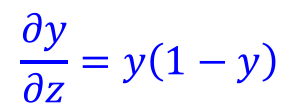 ∂y/∂z = y(1 − y)